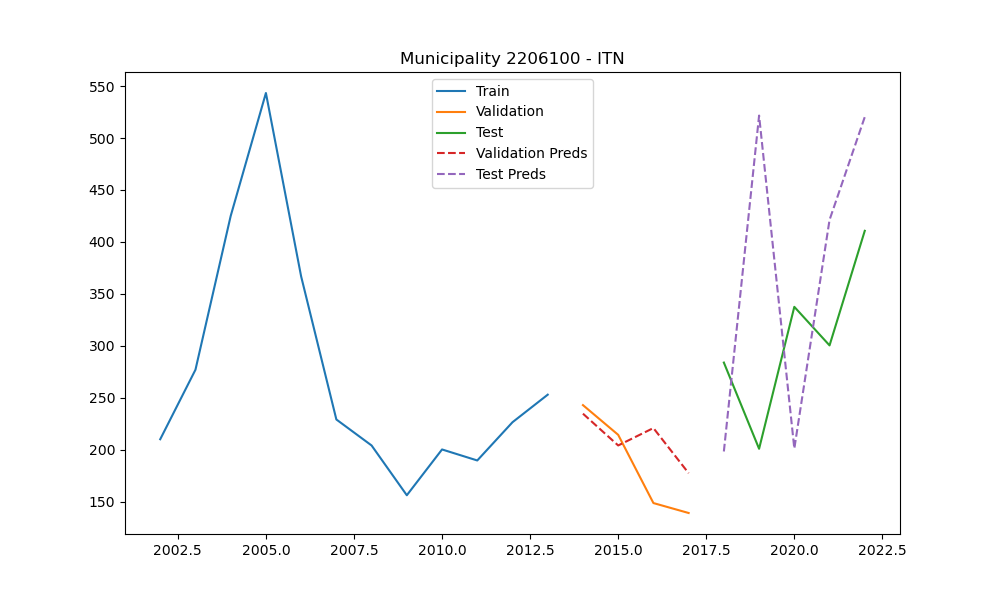 Municipality 2206100 - ITN
Train
Validation
Test
Validation Preds
Test Preds
550
500
450
400
350
300
250
200
150
2002.5 2005.0 2007.5 2010.0 2012.5 2015.0 2017.5 2020.0 2022.5